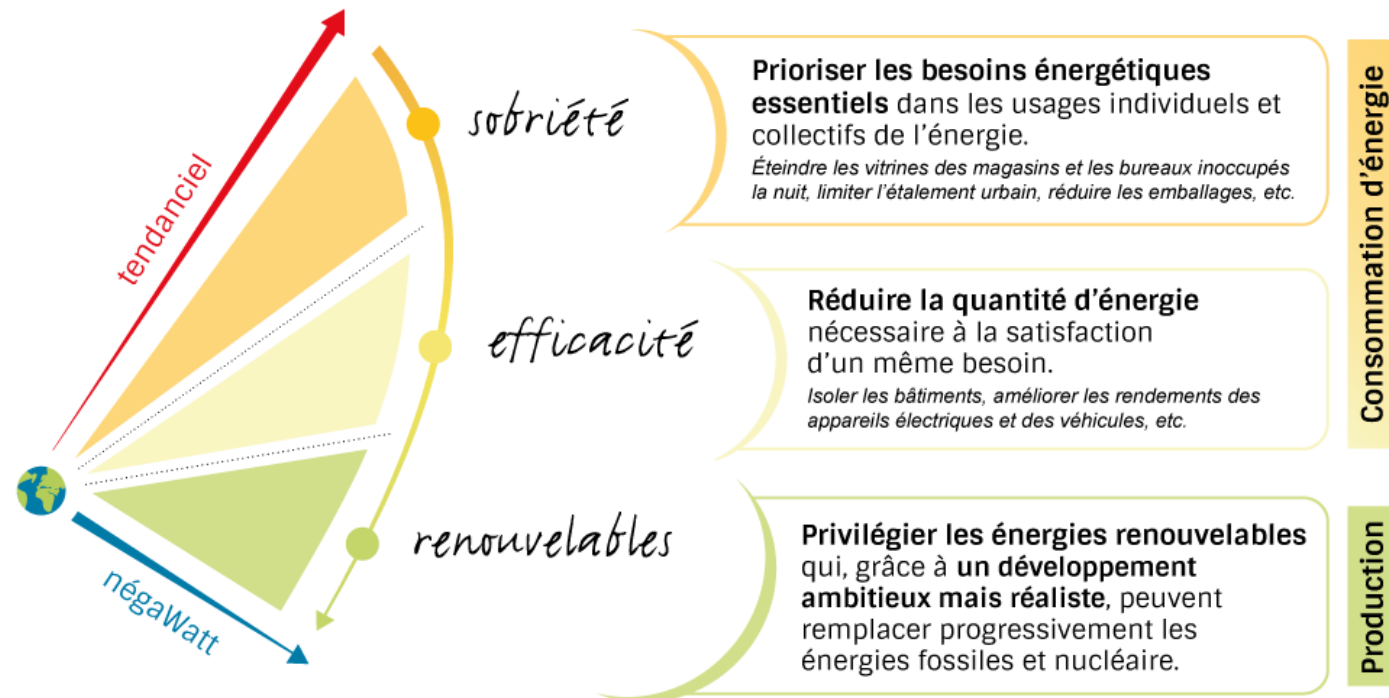 tendanciel
négaWatt
sobriété
Prioriser les besoins énergétiques
essentiels dans les usages individuels et
collectifs de l'énergie.
Éteindre les vitrines des magasins et les bureaux inoccupés
la nuit, limiter l'étalement urbain, réduire les emballages, etc.
efficacité
Réduire la quantité d'énergie
nécessaire à la satisfaction
d'un même besoin.
Isoler les bâtiments, améliorer les rendements des
appareils électriques et des véhicules, etc.
renouvelables
Privilégier les énergies renouvelables
qui, grâce à un développement
ambitieux mais réaliste, peuvent
remplacer progressivement les
énergies fossiles et nucléaire.
Consommation d'énergie
Production